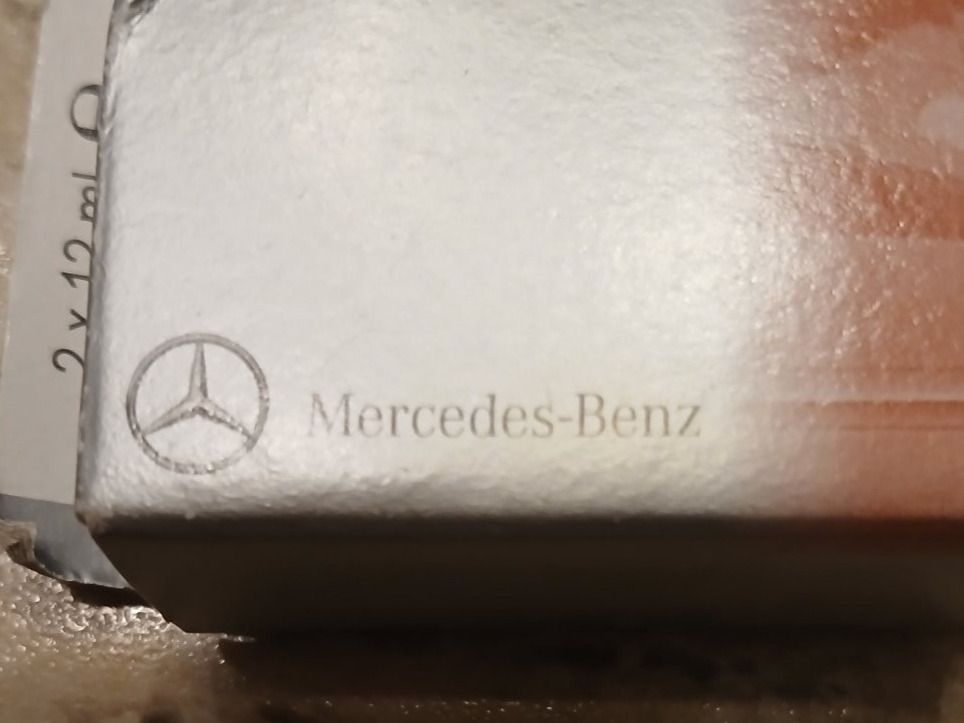 2 x 12 ml
Mercedes-Benz